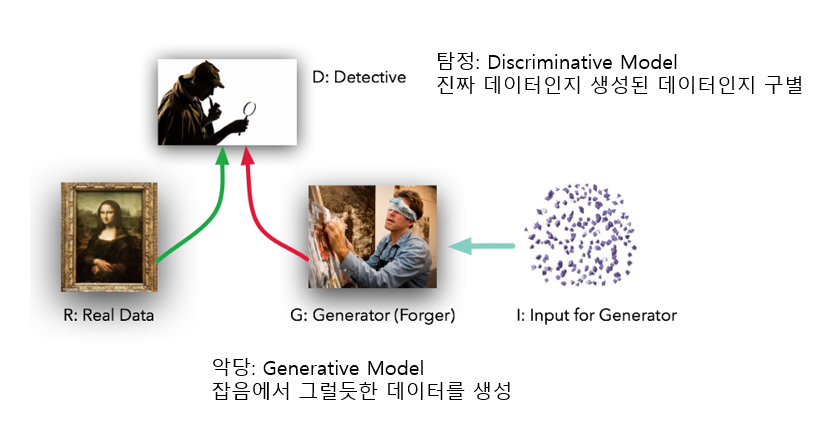 D: Detective
탐정: Discriminative Model
진짜 데이터인지 생성된 데이터인지 구별
R: Real Data
G: Generator (Forger)
I: Input for Generator
악당: Generative Model
잡음에서 그럴듯한 데이터를 생성